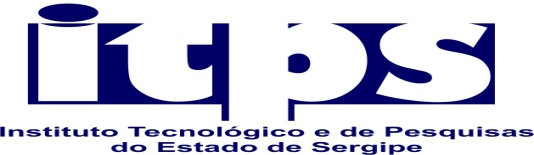 itps
Instituto Tecnológico e de Pesquisas
do Estado de Sergipe